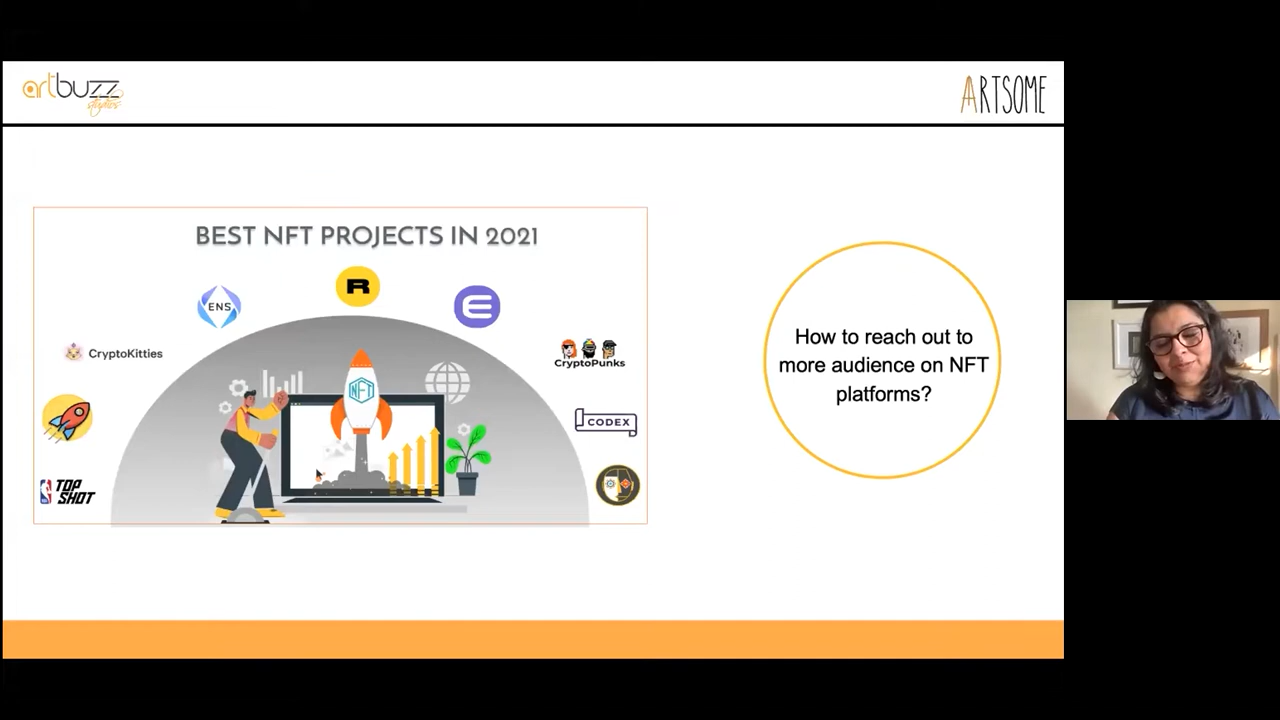 artbuzz
studios
ARTSOME
BEST NFT PROJECTS IN 2021
R
ENS
CryptoKitties
CryptoPunks
NFT
CODEX
TOP
SHOT
How to reach out to
more audience on NFT
platforms?